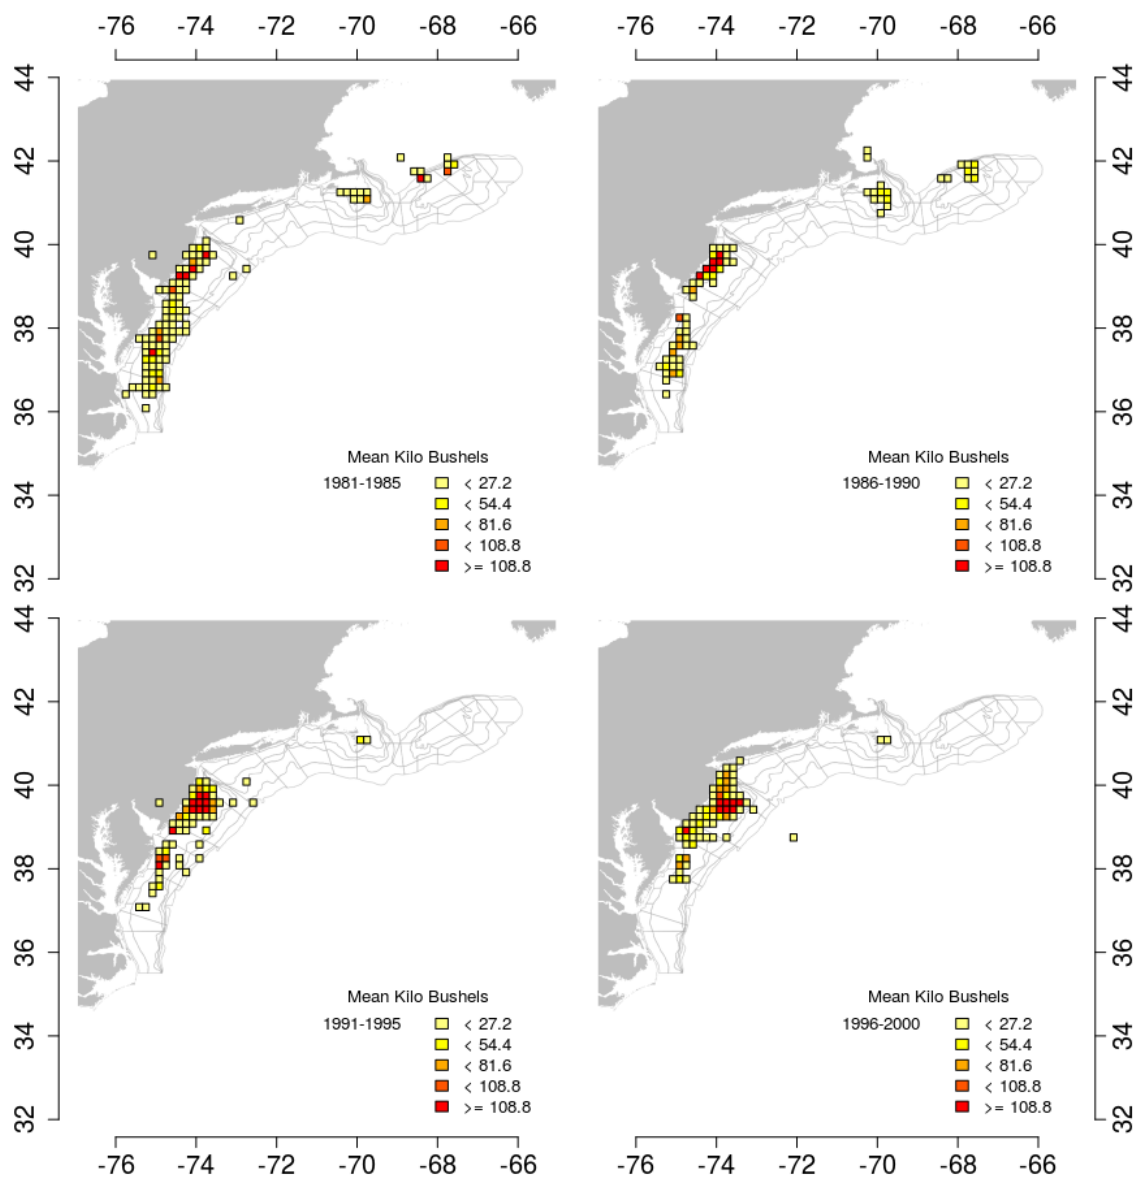 -76 -74 -72 -70 -68 -66 -76 -74 -72 -70 -68 -66
44 44
42 42
40 40
38 38
36 36
Mean Kilo Bushels Mean Kilo Bushels
1981-1985 < 27.2 1986-1990 < 27.2
34 < 54.4 < 54.4 34
< 81.6 < 81.6
< 108.8 < 108.8
32 >= 108.8 >= 108.8 32
44 44
42 42
40 40
38 38
36 36
Mean Kilo Bushels Mean Kilo Bushels
1991-1995 < 27.2 1996-2000 < 27.2
34 < 54.4 < 54.4 34
< 81.6 < 81.6
< 108.8 < 108.8
32 >= 108.8 >= 108.8 32
-76 -74 -72 -70 -68 -66 -76 -74 -72 -70 -68 -66